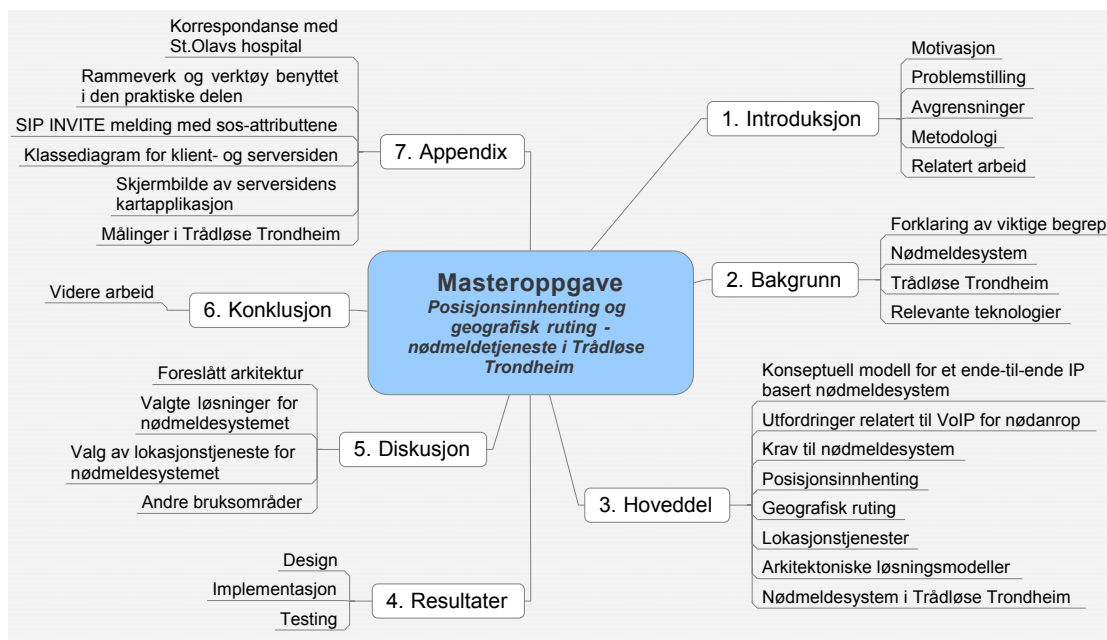 Masteroppgave
Posisjonsinnhenting og
geografisk ruting -
nødmeldetjeneste i Trådløse
Trondheim
1. Introduksjon
Motivasjon
Problemstilling
Avgrensninger
Metodologi
Relatert arbeid
2. Bakgrunn
Forklaring av viktige begrep
Nødmeldesystem
Trådløse Trondheim
Relevante teknologier
3. Hoveddel
Konseptuell modell for et ende-til-ende IP
basert nødmeldesystem
Utfordringer relatert til VoIP for nødanrop
Krav til nødmeldesystem
Posisjonsinnhenting
Geografisk ruting
Lokasjonstjenester
Arkitektoniske løsningsmodeller
Nødmeldesystem i Trådløse Trondheim
4. Resultater
Design
Implementasjon
Testing
5. Diskusjon
Foreslått arkitektur
Valgte løsninger for
nødmeldesystemet
Valg av lokasjonstjeneste for
nødmeldesystemet
Andre bruksområder
6. Konklusjon
Videre arbeid
7. Appendix
Korrespondanse med
St.Olavs hospital
Rammeverk og verktøy benyttet
i den praktiske delen
SIP INVITE melding med sos-attributtene
Klassediagram for klient- og serversiden
Skjermbilde av serversidens
kartapplikasjon
Målinger i Trådløse Trondheim